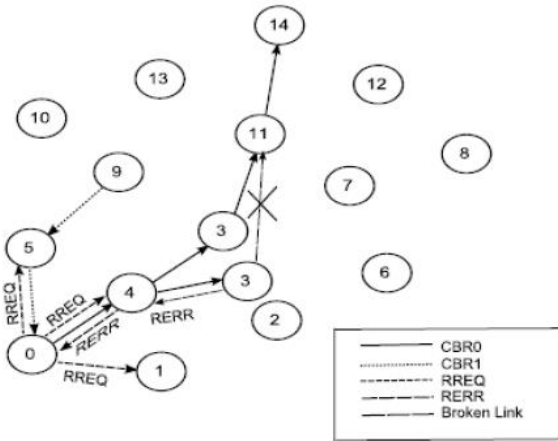 14
13
12
10
11
8
9
7
3
5
6
4
3
RREQ
RREQ
RERR
RERR
2
0
1
RREQ
CBR0
CBR1
RREQ
RERR
Broken Link